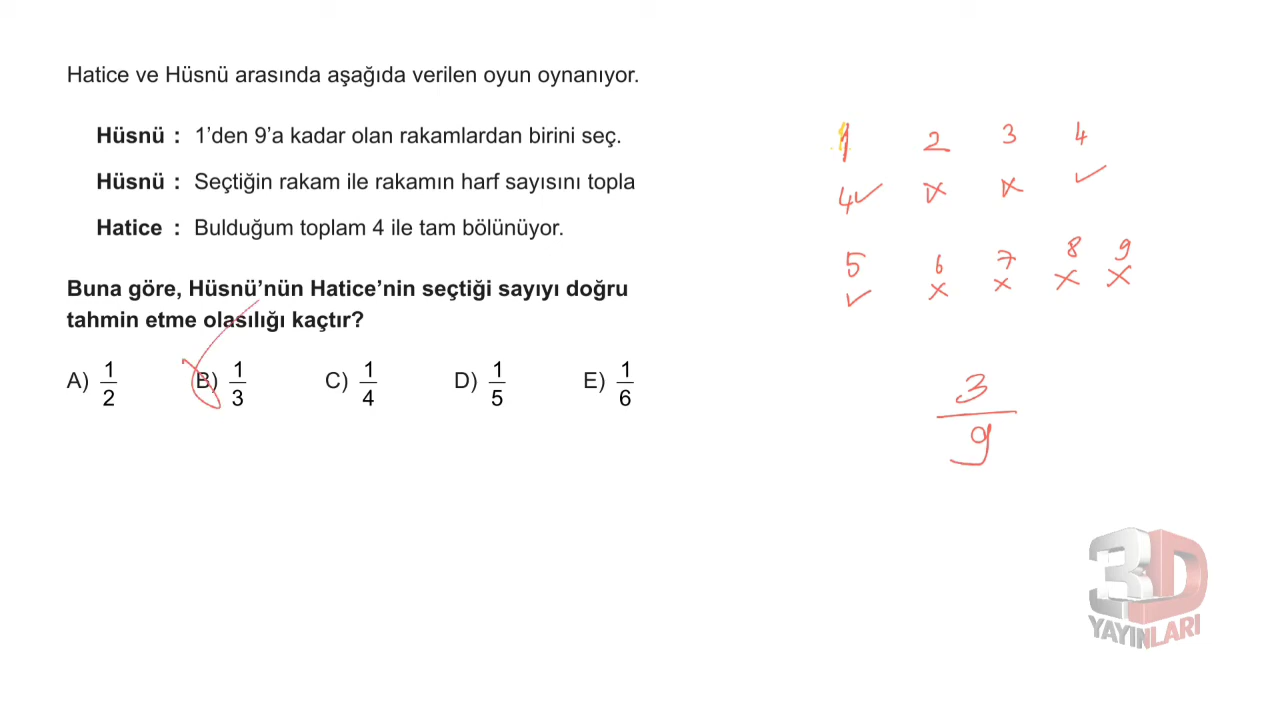 Hatice ve Hüsnü arasında aşağıda verilen oyun oynanıyor.
Hüsnü : 1'den 9'a kadar olan rakamlardan birini seç.
Hüsnü : Seçtiğin rakam ile rakamın harf sayısını topla
Hatice : Bulduğum toplam 4 ile tam bölünüyor.
Buna göre, Hüsnü'nün Hatice'nin seçtiği sayıyı doğru
tahmin etme olasılığı kaçtır?
A) 1/2 B) 1/3 C) 1/4 D) 1/5 E) 1/6
1 2 3 4
4✓ x x ✓
5 6 7 8 9
✓ x x x x
3/9
3D
YAYINLARI